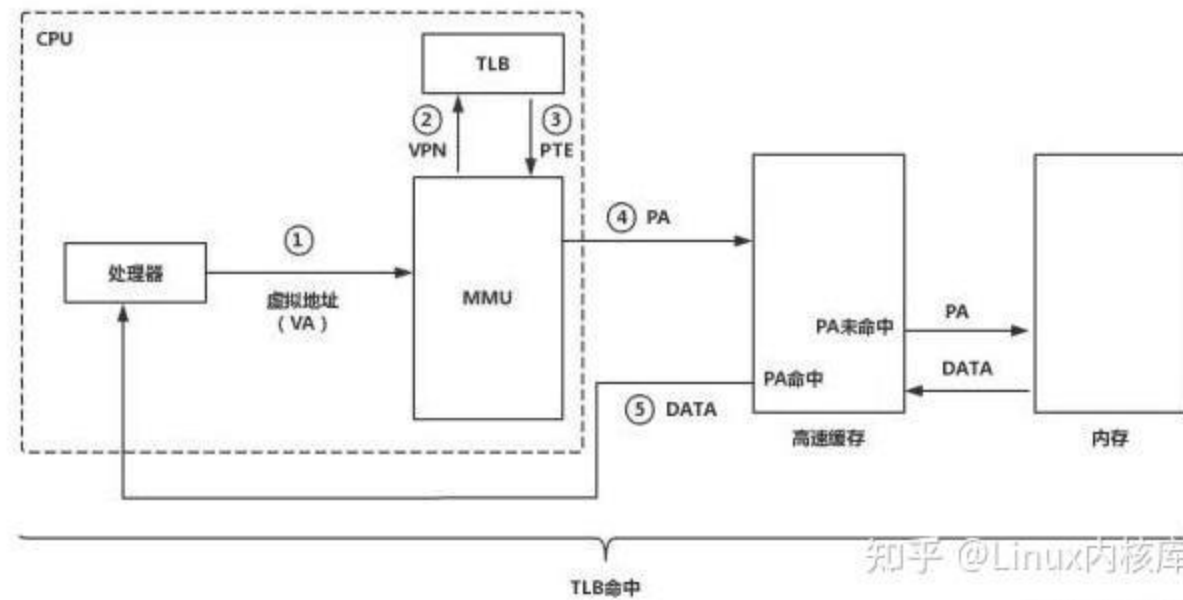 CPU
TLB
②
③
VPN
PTE
④ PA
①
处理器
虚拟地址
（VA）
MMU
PA未命中
PA
PA命中
DATA
⑤ DATA
高速缓存
内存
知乎 @Linux内核库
TLB命中